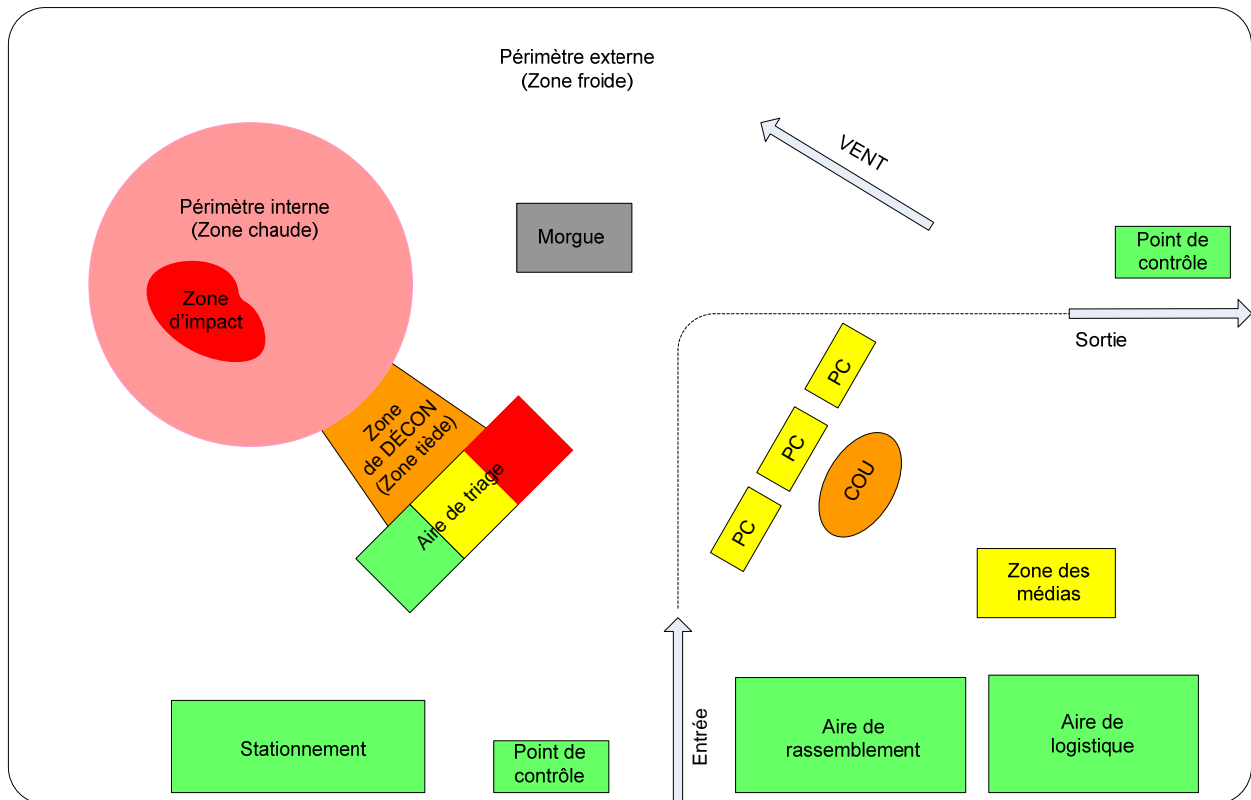 Périmètre externe
(Zone froide)
VENT
Périmètre interne
(Zone chaude)
Morgue
Point de
contrôle
Zone
d'impact
Sortie
PC
PC
PC
COU
Zone
de DÉCON
(Zone tiède)
Aire de triage
Zone des
médias
Stationnement
Point de
contrôle
Entrée
Aire de
rassemblement
Aire de
logistique